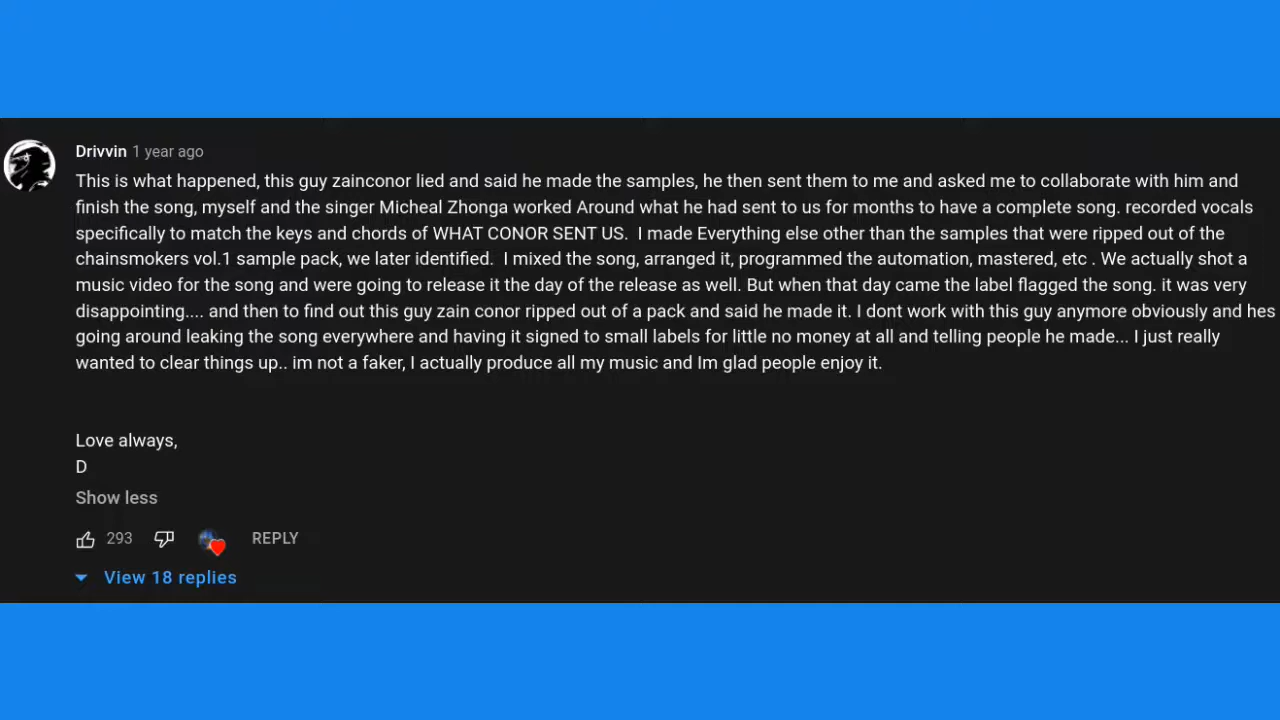 Drivvin 1 year ago
This is what happened, this guy zainconor lied and said he made the samples, he then sent them to me and asked me to collaborate with him and
finish the song, myself and the singer Micheal Zhonga worked Around what he had sent to us for months to have a complete song. recorded vocals
specifically to match the keys and chords of WHAT CONOR SENT US.  I made Everything else other than the samples that were ripped out of the
chainsmokers vol.1 sample pack, we later identified.  I mixed the song, arranged it, programmed the automation, mastered, etc . We actually shot a
music video for the song and were going to release it the day of the release as well. But when that day came the label flagged the song. it was very
disappointing.... and then to find out this guy zain conor ripped out of a pack and said he made it. I dont work with this guy anymore obviously and hes
going around leaking the song everywhere and having it signed to small labels for little no money at all and telling people he made... I just really
wanted to clear things up.. im not a faker, I actually produce all my music and Im glad people enjoy it.
Love always,
D
Show less
293 REPLY
View 18 replies